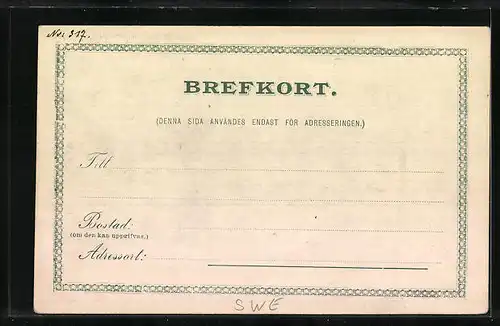 No: 317.
BREFKORT.
(DENNA SIDA ANVÄNDES ENDAST FÖR ADRESSERINGEN.)
Till
Bostad:
(om den kan uppgifvas.)
Adressort:
SWE